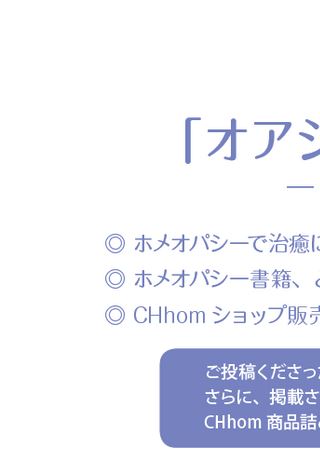 「オアシ
―
◎ ホメオパシーで治癒に
◎ ホメオパシー書籍、と
◎ CHhom ショップ販売
ご投稿くださった
さらに、掲載さ
CHhom 商品詰